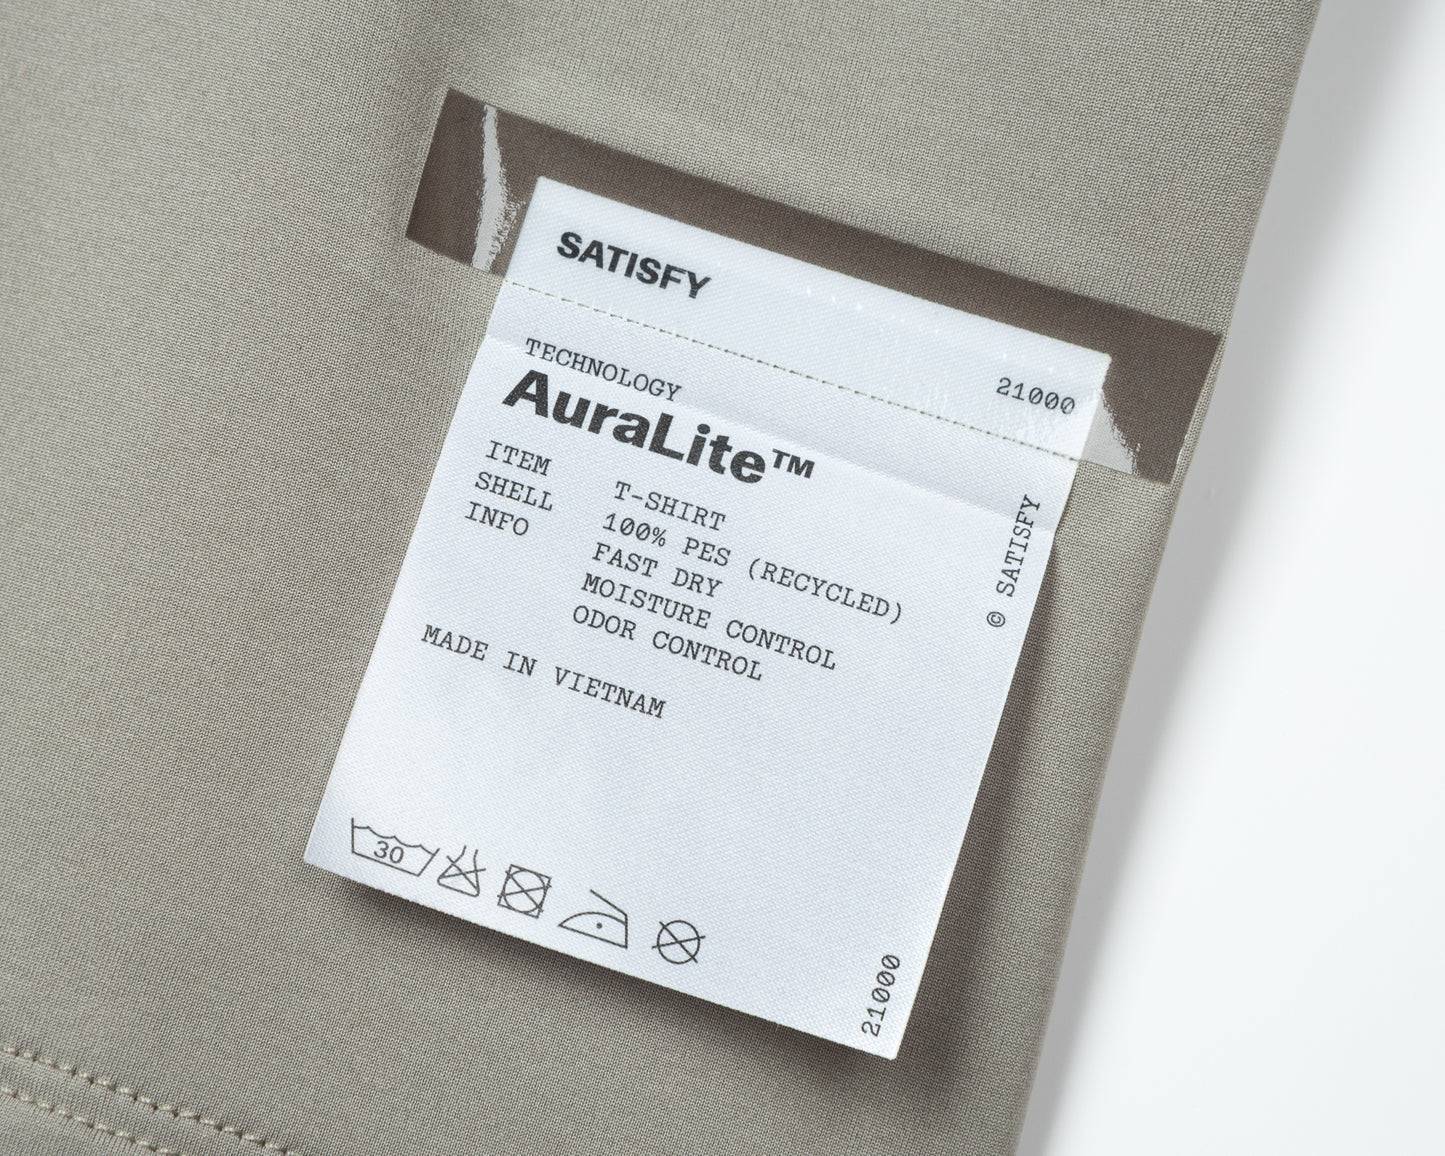 SATISFY
21000
TECHNOLOGY
AuraLite™
ITEM T-SHIRT
SHELL 100% PES (RECYCLED)
INFO FAST DRY
MOISTURE CONTROL
ODOR CONTROL
MADE IN VIETNAM
© SATISFY
30
21000